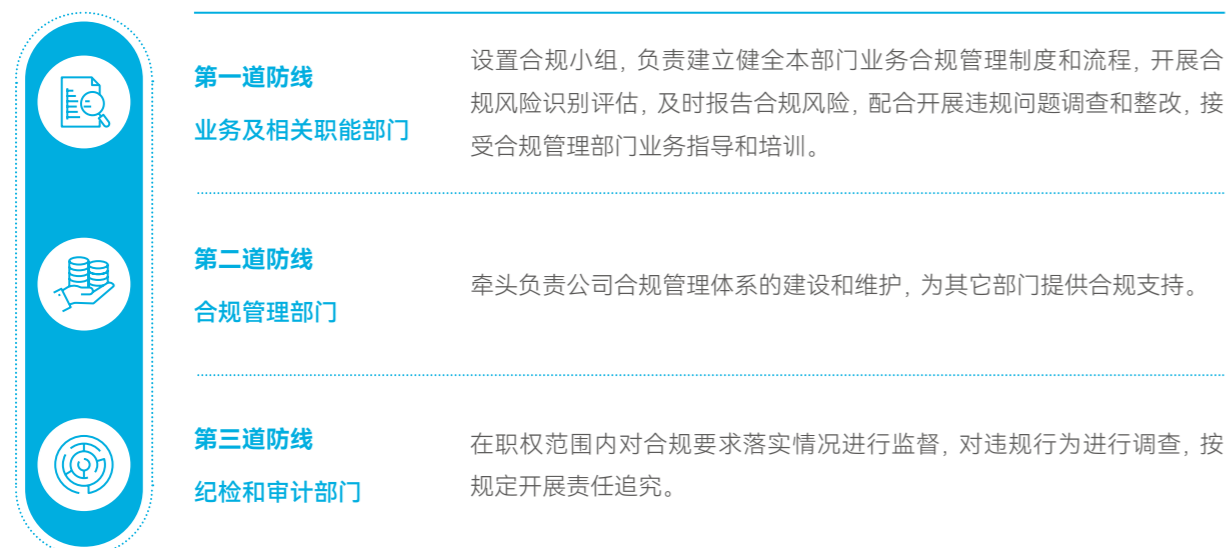 第一道防线
业务及相关职能部门
设置合规小组, 负责建立健全本部门业务合规管理制度和流程, 开展合
规风险识别评估, 及时报告合规风险, 配合开展违规问题调查和整改, 接
受合规管理部门业务指导和培训。
第二道防线
合规管理部门
牵头负责公司合规管理体系的建设和维护, 为其它部门提供合规支持。
第三道防线
纪检和审计部门
在职权范围内对合规要求落实情况进行监督, 对违规行为进行调查, 按
规定开展责任追究。